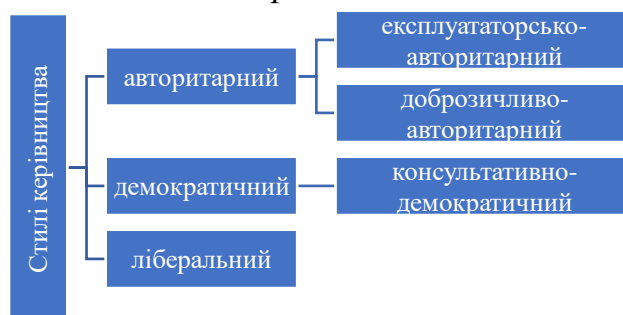 Стилі керівництва
авторитарний
експлуататорсько-
авторитарний
доброзичливо-
авторитарний
демократичний
консультативно-
демократичний
ліберальний